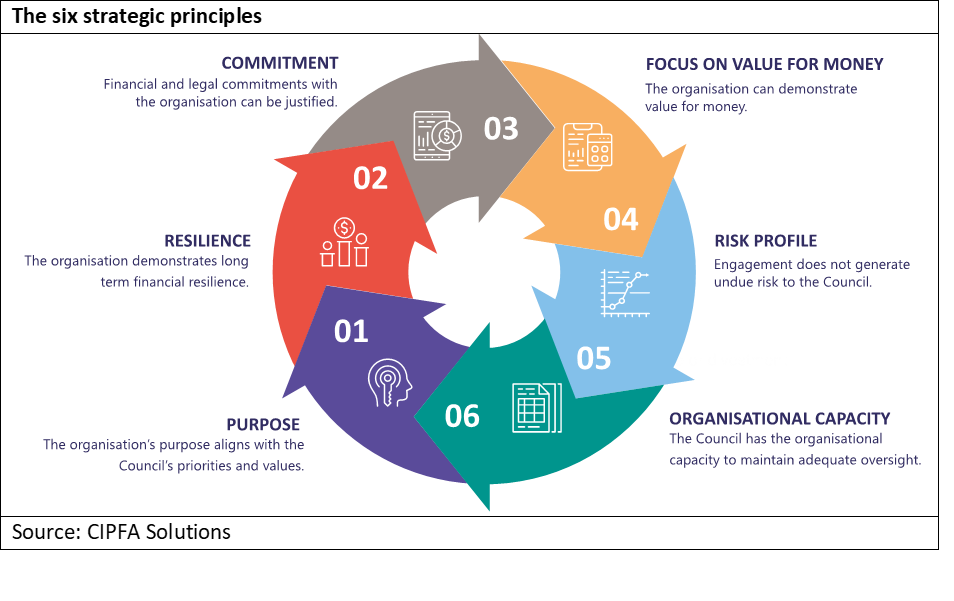 The six strategic principles
COMMITMENT
Financial and legal commitments with
the organisation can be justified.
03
FOCUS ON VALUE FOR MONEY
The organisation can demonstrate
value for money.
02
04
RESILIENCE
The organisation demonstrates long
term financial resilience.
RISK PROFILE
Engagement does not generate
undue risk to the Council.
01
05
PURPOSE
The organisation's purpose aligns with the
Council's priorities and values.
06
ORGANISATIONAL CAPACITY
The Council has the organisational
capacity to maintain adequate oversight.
Source: CIPFA Solutions